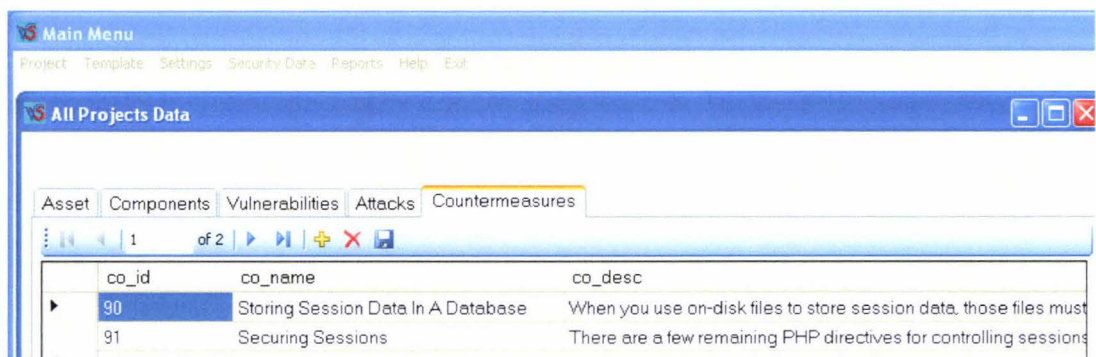 Main Menu
Project Template Settings Security Data Reports Help Exit
All Projects Data
Asset Components Vulnerabilities Attacks Countermeasures
1 of 2
co_id co_name co_desc
90 Storing Session Data In A Database When you use on-disk files to store session data, those files must
91 Securing Sessions There are a few remaining PHP directives for controlling sessions